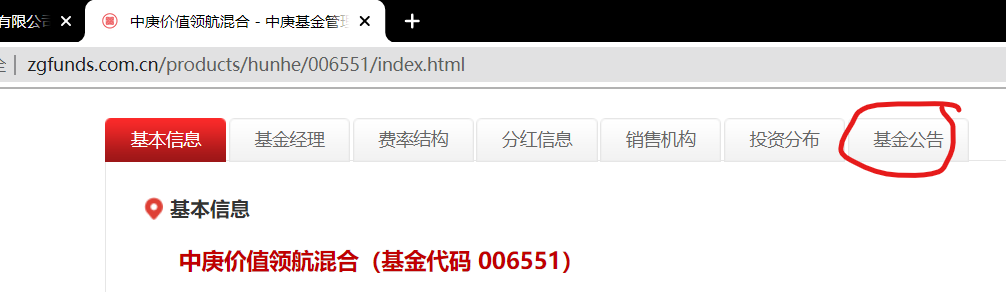 有限公司
中庚价值领航混合 - 中庚基金管理
全 | zgfunds.com.cn/products/hunhe/006551/index.html
基本信息 基金经理 费率结构 分红信息 销售机构 投资分布 基金公告
基本信息
中庚价值领航混合（基金代码 006551）